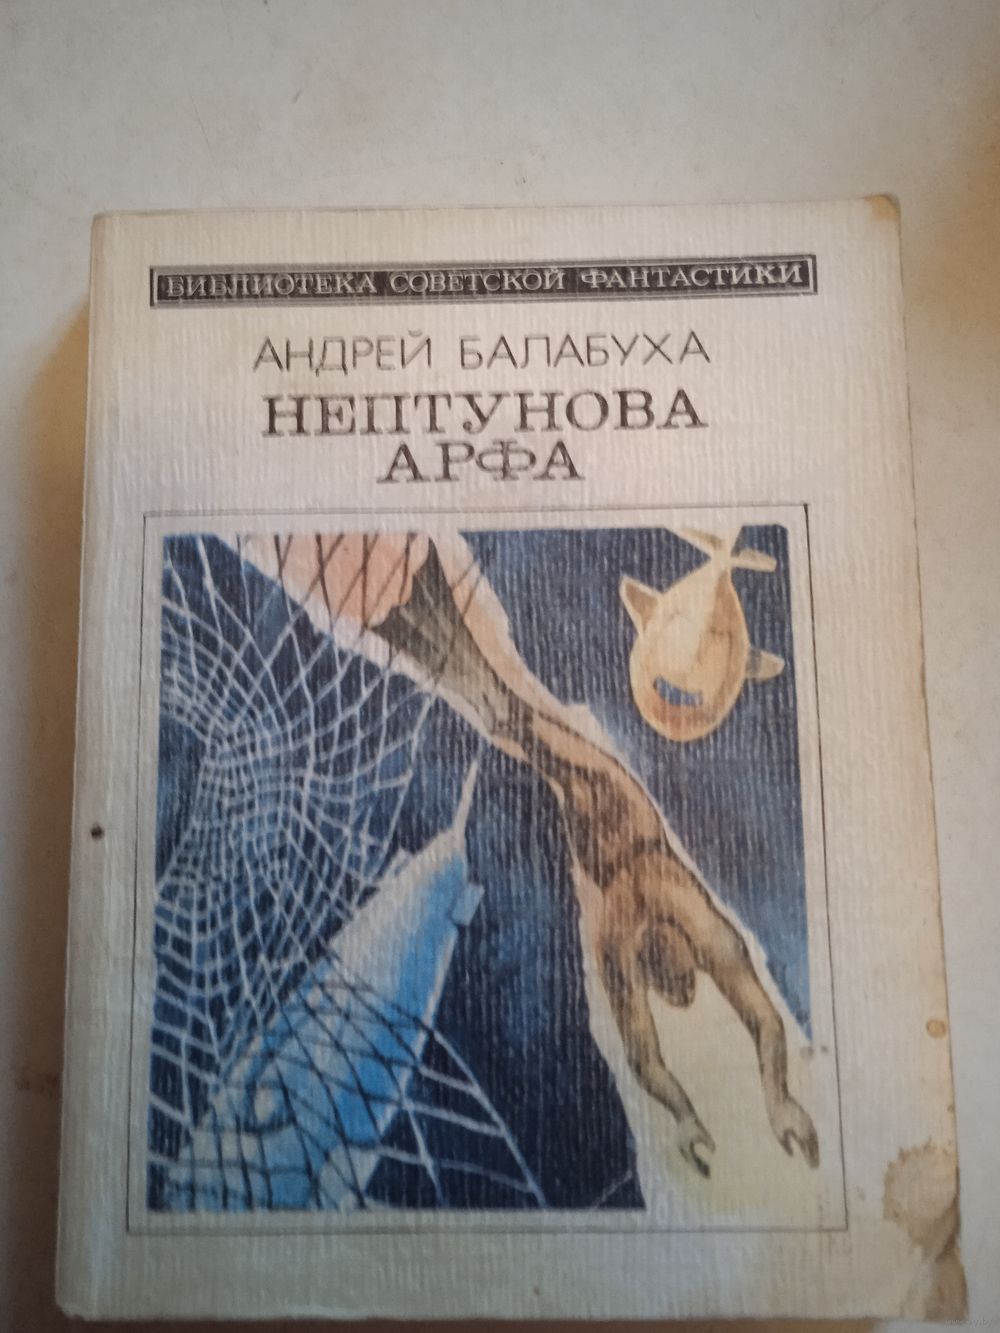 БИБЛИОТЕКА СОВЕТСКОЙ ФАНТАСТИКИ
АНДРЕЙ БАЛАБУХА
НЕПТУНОВА
АРФА